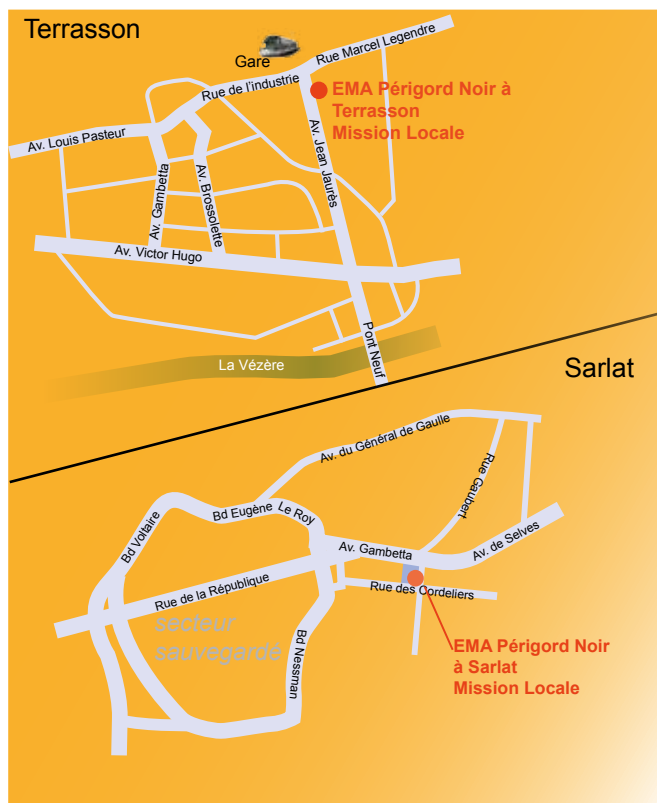 Terrasson
Gare
Rue Marcel Legendre
Rue de l'industrie
EMA Périgord Noir à
Terrasson
Mission Locale
Av. Louis Pasteur
Av. Jean Jaurès
Av. Gambetta
Av. Brossolette
Av. Victor Hugo
Pont Neuf
La Vézère
Sarlat
Av. du Général de Gaulle
Rue Gaubert
Bd Voltaire
Bd Eugène Le Roy
Av. Gambetta
Av. de Selves
Rue de la République
Rue des Cordeliers
secteur
sauvegardé
Bd Nessman
EMA Périgord Noir
à Sarlat
Mission Locale